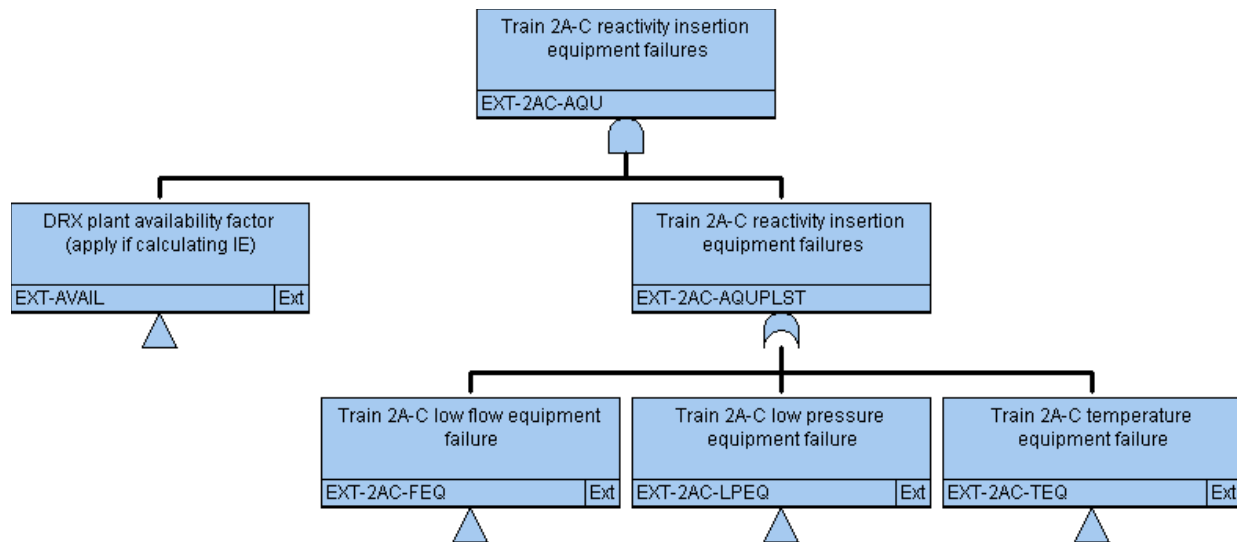 Train 2A-C reactivity insertion
equipment failures
EXT-2AC-AQU
DRX plant availability factor
(apply if calculating IE)
EXT-AVAIL Ext
Train 2A-C reactivity insertion
equipment failures
EXT-2AC-AQUPLST
Train 2A-C low flow equipment
failure
EXT-2AC-FEQ Ext
Train 2A-C low pressure
equipment failure
EXT-2AC-LPEQ Ext
Train 2A-C temperature
equipment failure
EXT-2AC-TEQ Ext